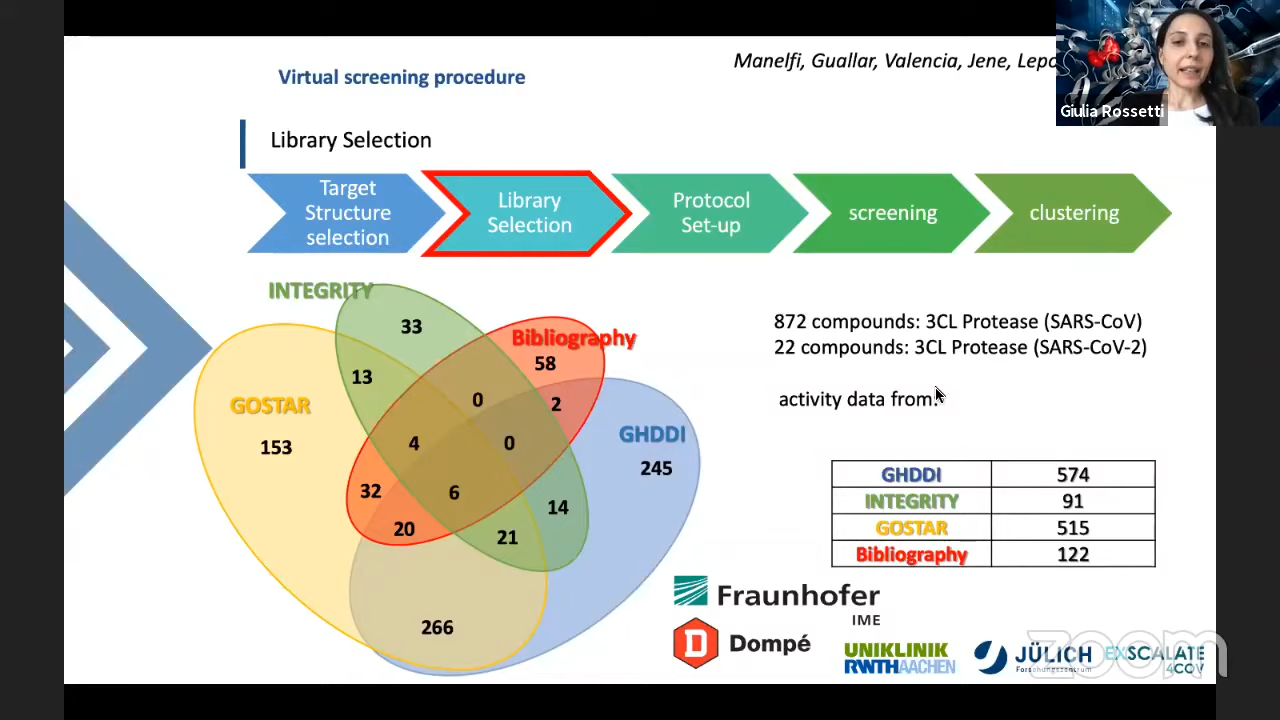 Virtual screening procedure
Manelfi, Guallar, Valencia, Jene, Lepo
Giulia Rossetti
Library Selection
Target
Structure
selection
Library
Selection
Protocol
Set-up
screening
clustering
INTEGRITY
33
Bibliography
58
13
0
2
GOSTAR
153
4
0
GHDDI
245
32
6
14
20
21
266
872 compounds: 3CL Protease (SARS-CoV)
22 compounds: 3CL Protease (SARS-CoV-2)
activity data from:
GHDDI 574
INTEGRITY 91
GOSTAR 515
Bibliography 122
Fraunhofer
IME
D Dompé
UNIKLINIK
RWTHAACHEN
JÜLICH
Forschungszentrum
EXSCALATE
4COV
zoom